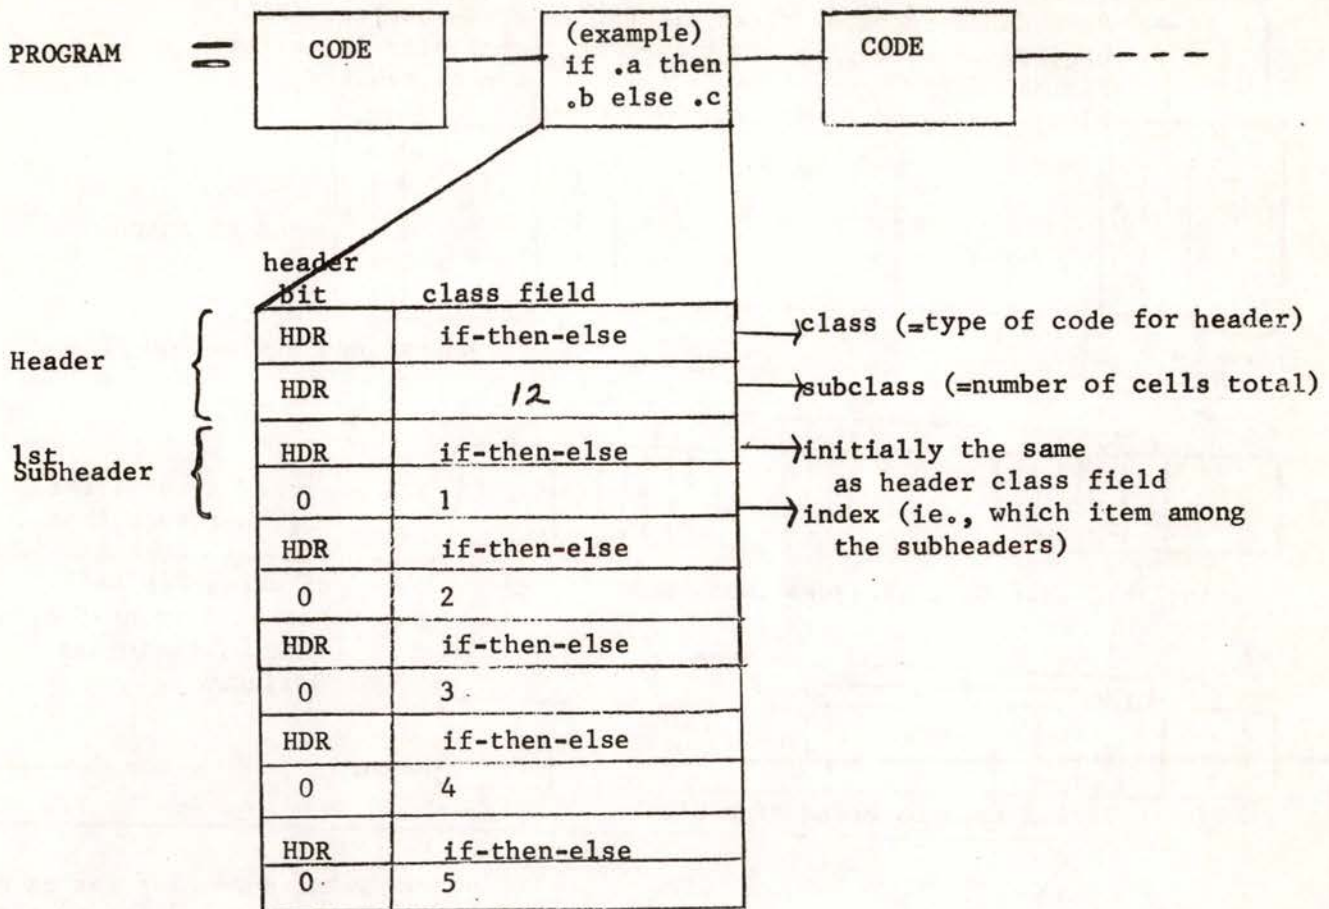 PROGRAM = CODE (example) CODE
if .a then
.b else .c
header
bit class field
Header
HDR if-then-else class (=type of code for header)
HDR 12 subclass (=number of cells total)
1st
Subheader
HDR if-then-else initially the same
as header class field
0 1 index (ie., which item among
the subheaders)
HDR if-then-else
0 2
HDR if-then-else
0 3
HDR if-then-else
0 4
HDR if-then-else
0 5